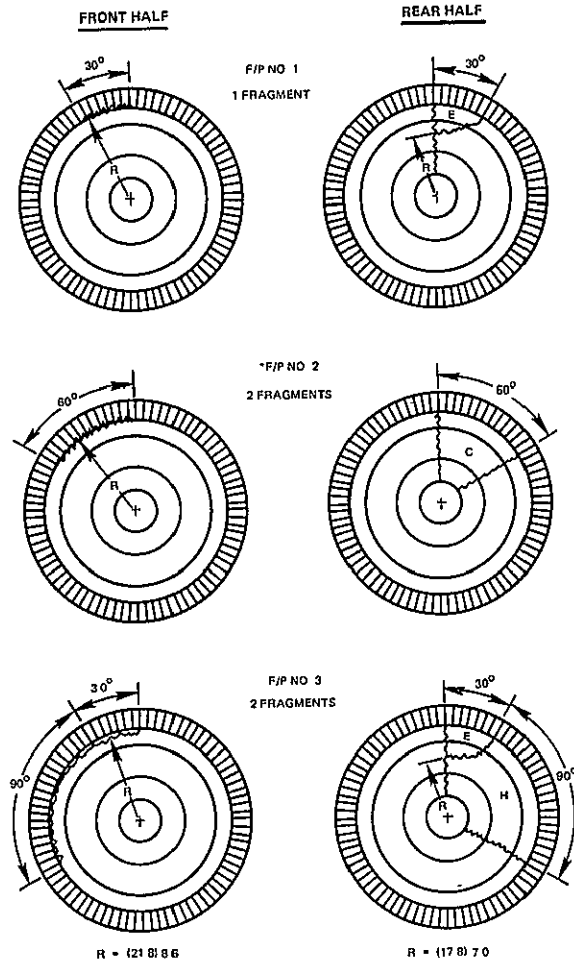 FRONT HALF
REAR HALF
30°
F/P NO 1
1 FRAGMENT
30°
E
R
R
*F/P NO 2
2 FRAGMENTS
60°
60°
C
R
F/P NO 3
2 FRAGMENTS
30°
30°
E
90°
90°
R
R
H
R = (21 8) 8 6
R = (17 8) 7 0